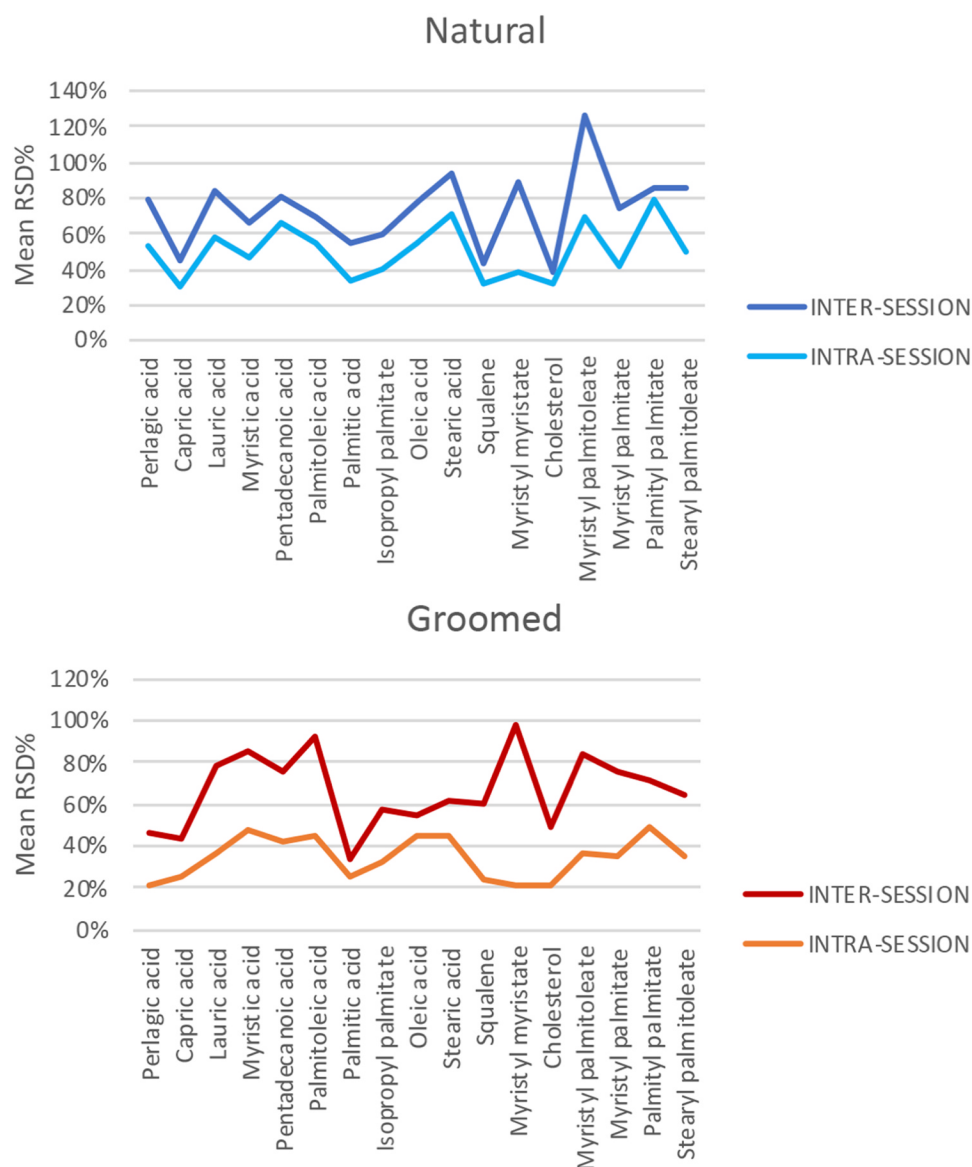 Natural
Mean RSD%
140%
120%
100%
80%
60%
40%
20%
0%
Perlagic acid
Capric acid
Lauric acid
Myristic acid
Pentadecanoic acid
Palmitoleic acid
Palmitic add
Isopropyl palmitate
Oleic acid
Stearic acid
Squalene
Myristyl myristate
Cholesterol
Myristyl palmitoleate
Myristyl palmitate
Palmityl palmitate
Stearyl palmitoleate
INTER-SESSION
INTRA-SESSION
Groomed
Mean RSD%
120%
100%
80%
60%
40%
20%
0%
Perlagic acid
Capric acid
Lauric acid
Myristic acid
Pentadecanoic acid
Palmitoleic acid
Palmitic acid
Isopropyl palmitate
Oleic acid
Stearic acid
Squalene
Myristyl myristate
Cholesterol
Myristyl palmitoleate
Myristyl palmitate
Palmityl palmitate
Stearyl palmitoleate
INTER-SESSION
INTRA-SESSION